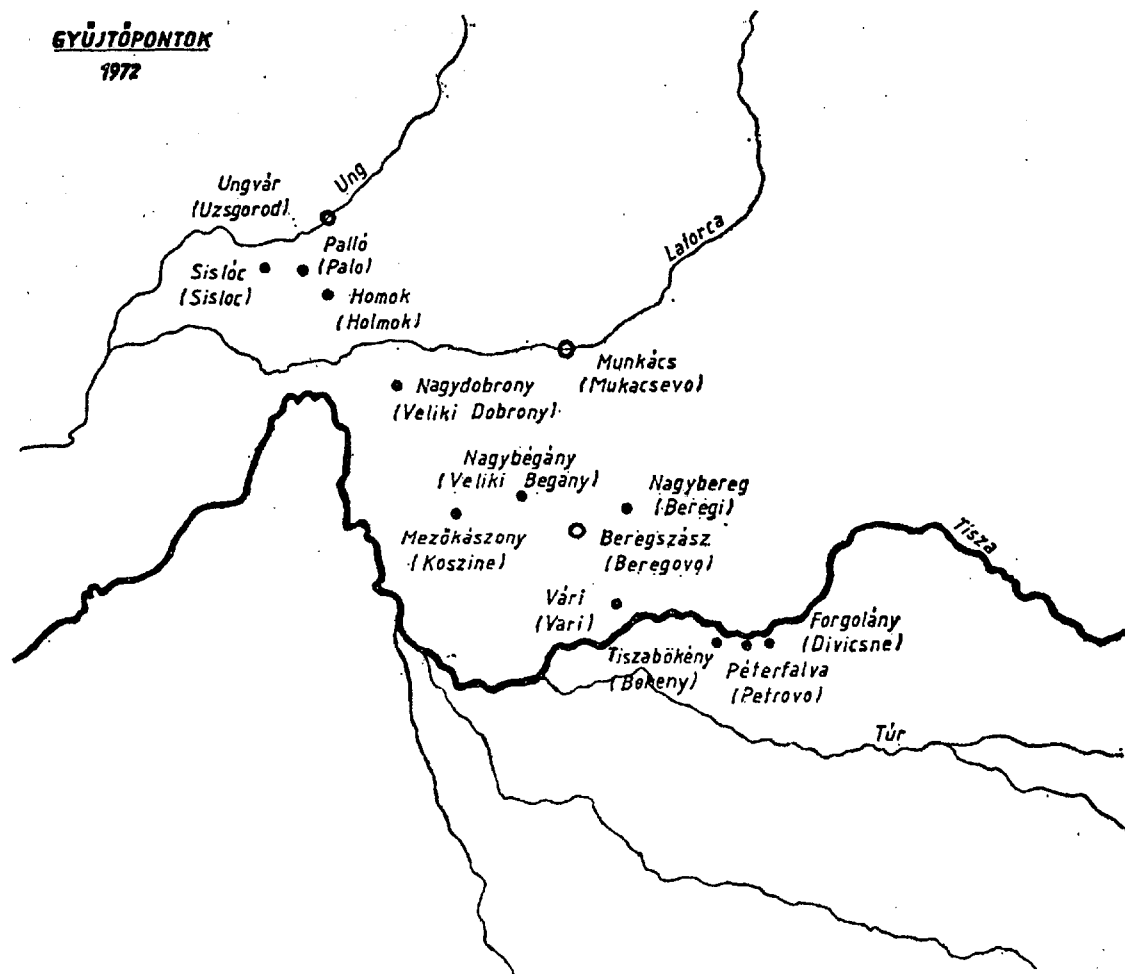 GYŰJTŐPONTOK
1972
Ung
Ungvár
(Uzsgorod)
Latorca
Palló
(Palo)
Sislóc
(Sisloc)
Homok
(Holmok)
Munkács
(Mukacsevo)
Nagydobrony
(Veliki Dobrony)
Nagybégány
(Veliki Begany)
Nagybereg
(Beregi)
Mezőkászony
(Koszine)
Beregszász
(Beregovo)
Tisza
Vári
(Vari)
Forgolány
(Divicsne)
Tiszabökény
(Bökeny)
Péterfalva
(Petrovo)
Túr